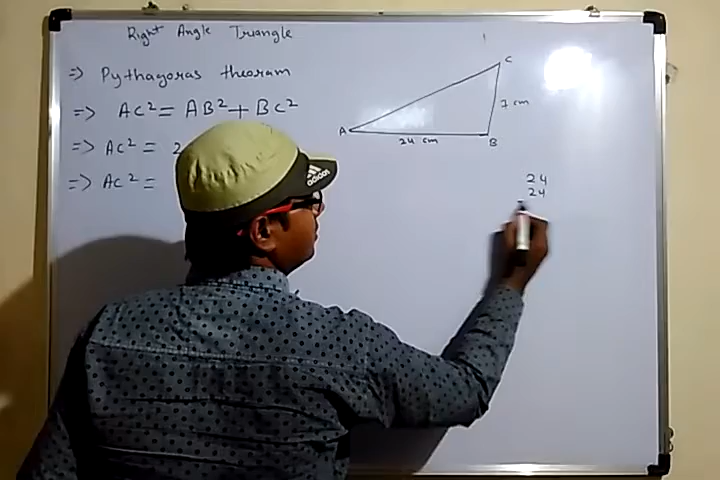 Right Angle Triangle
=> Pythagoras theoram
=> AC² = AB² + BC²
=> AC² = 2
=> AC² =
C
7 cm
A
24 cm
B
24
24
adidas